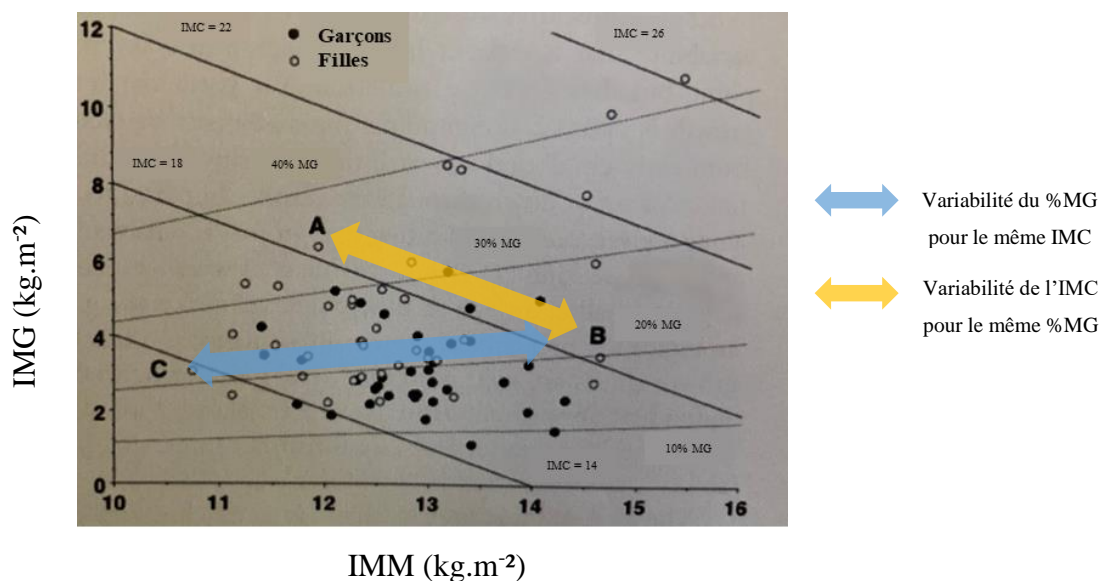 IMC = 22
Garçons
Filles
IMC = 26
12
10
8
6
4
2
0
IMC = 18
40% MG
A
30% MG
B
20% MG
C
10% MG
IMC = 14
10
12
13
14
15
16
IMG (kg.m⁻²)
IMM (kg.m⁻²)
Variabilité du %MG
pour le même IMC
Variabilité de l’IMC
pour le même %MG